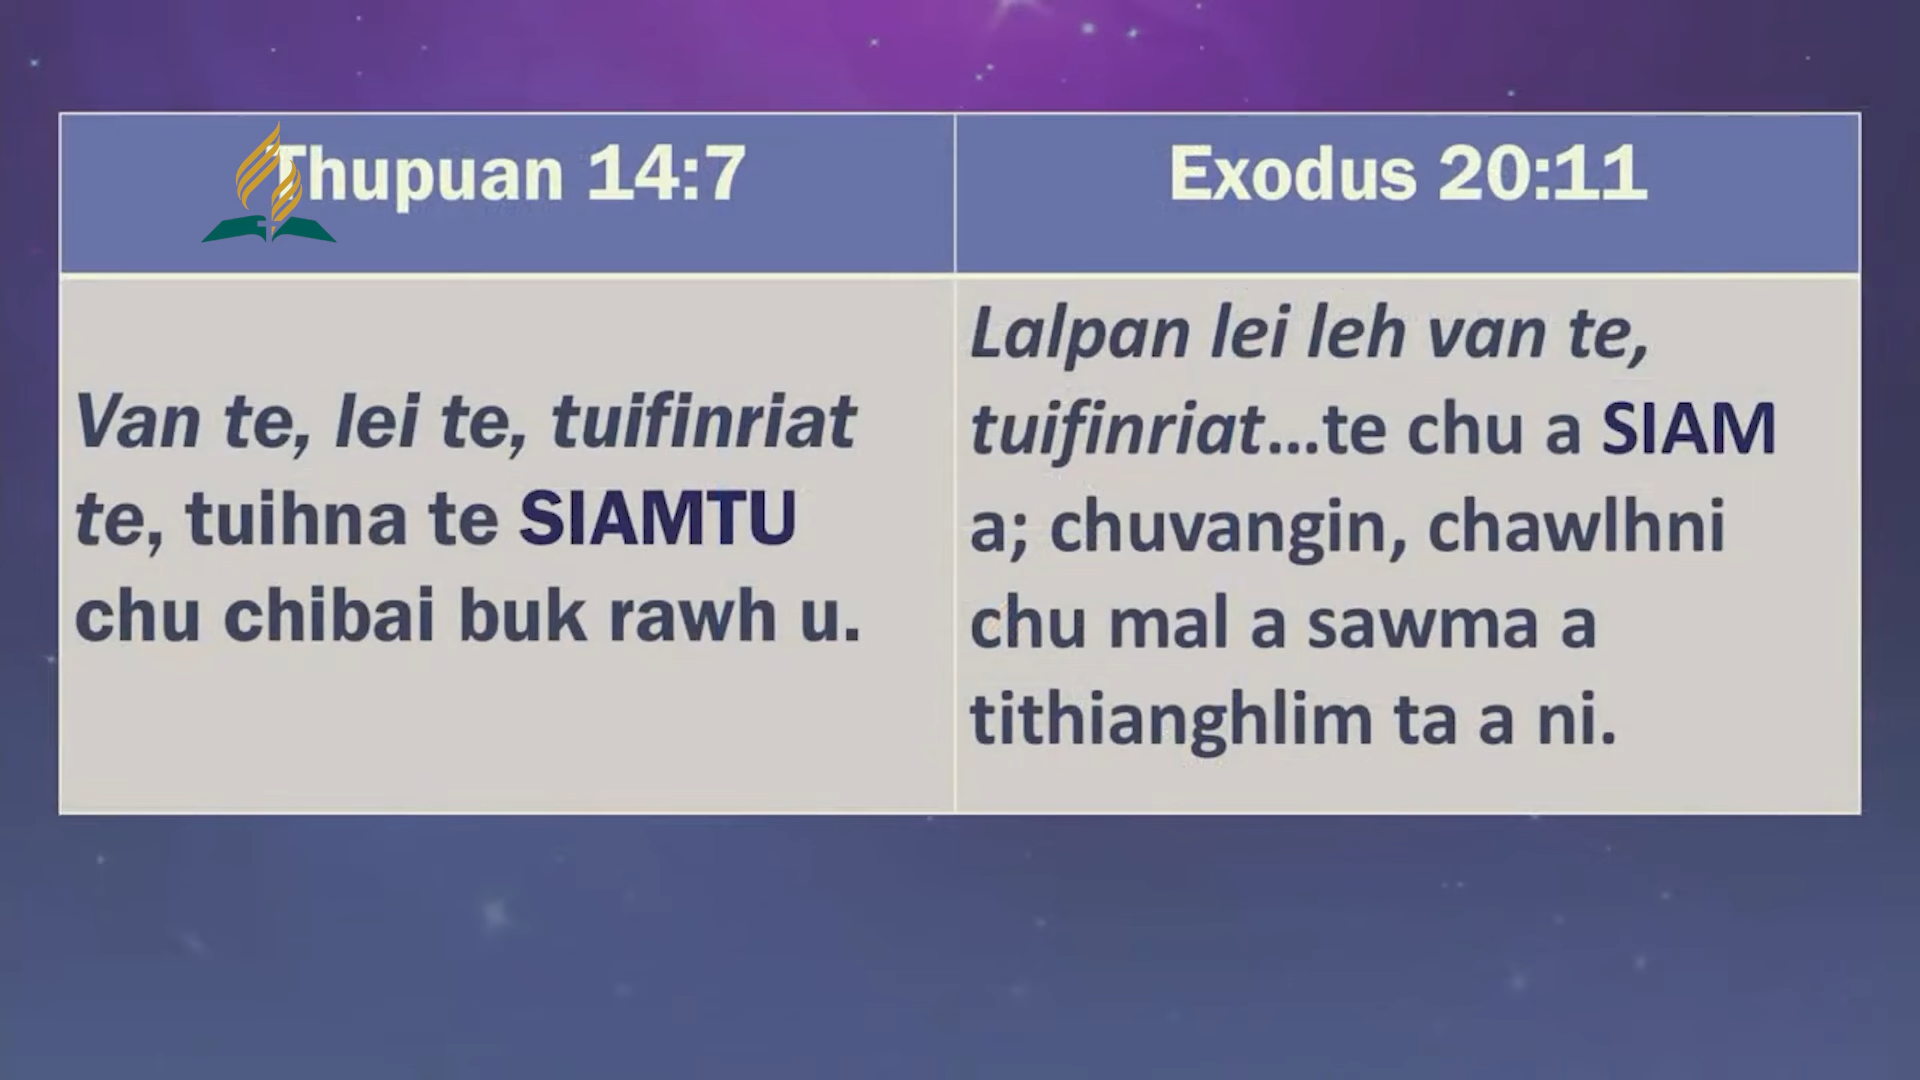 Thupuan 14:7
Exodus 20:11
Van te, lei te, tuifinriat
te, tuihna te SIAMTU
chu chibai buk rawh u.
Lalpan lei leh van te,
tuifinriat...te chu a SIAM
a; chuvangin, chawlhni
chu mal a sawma a
tithianghlim ta a ni.